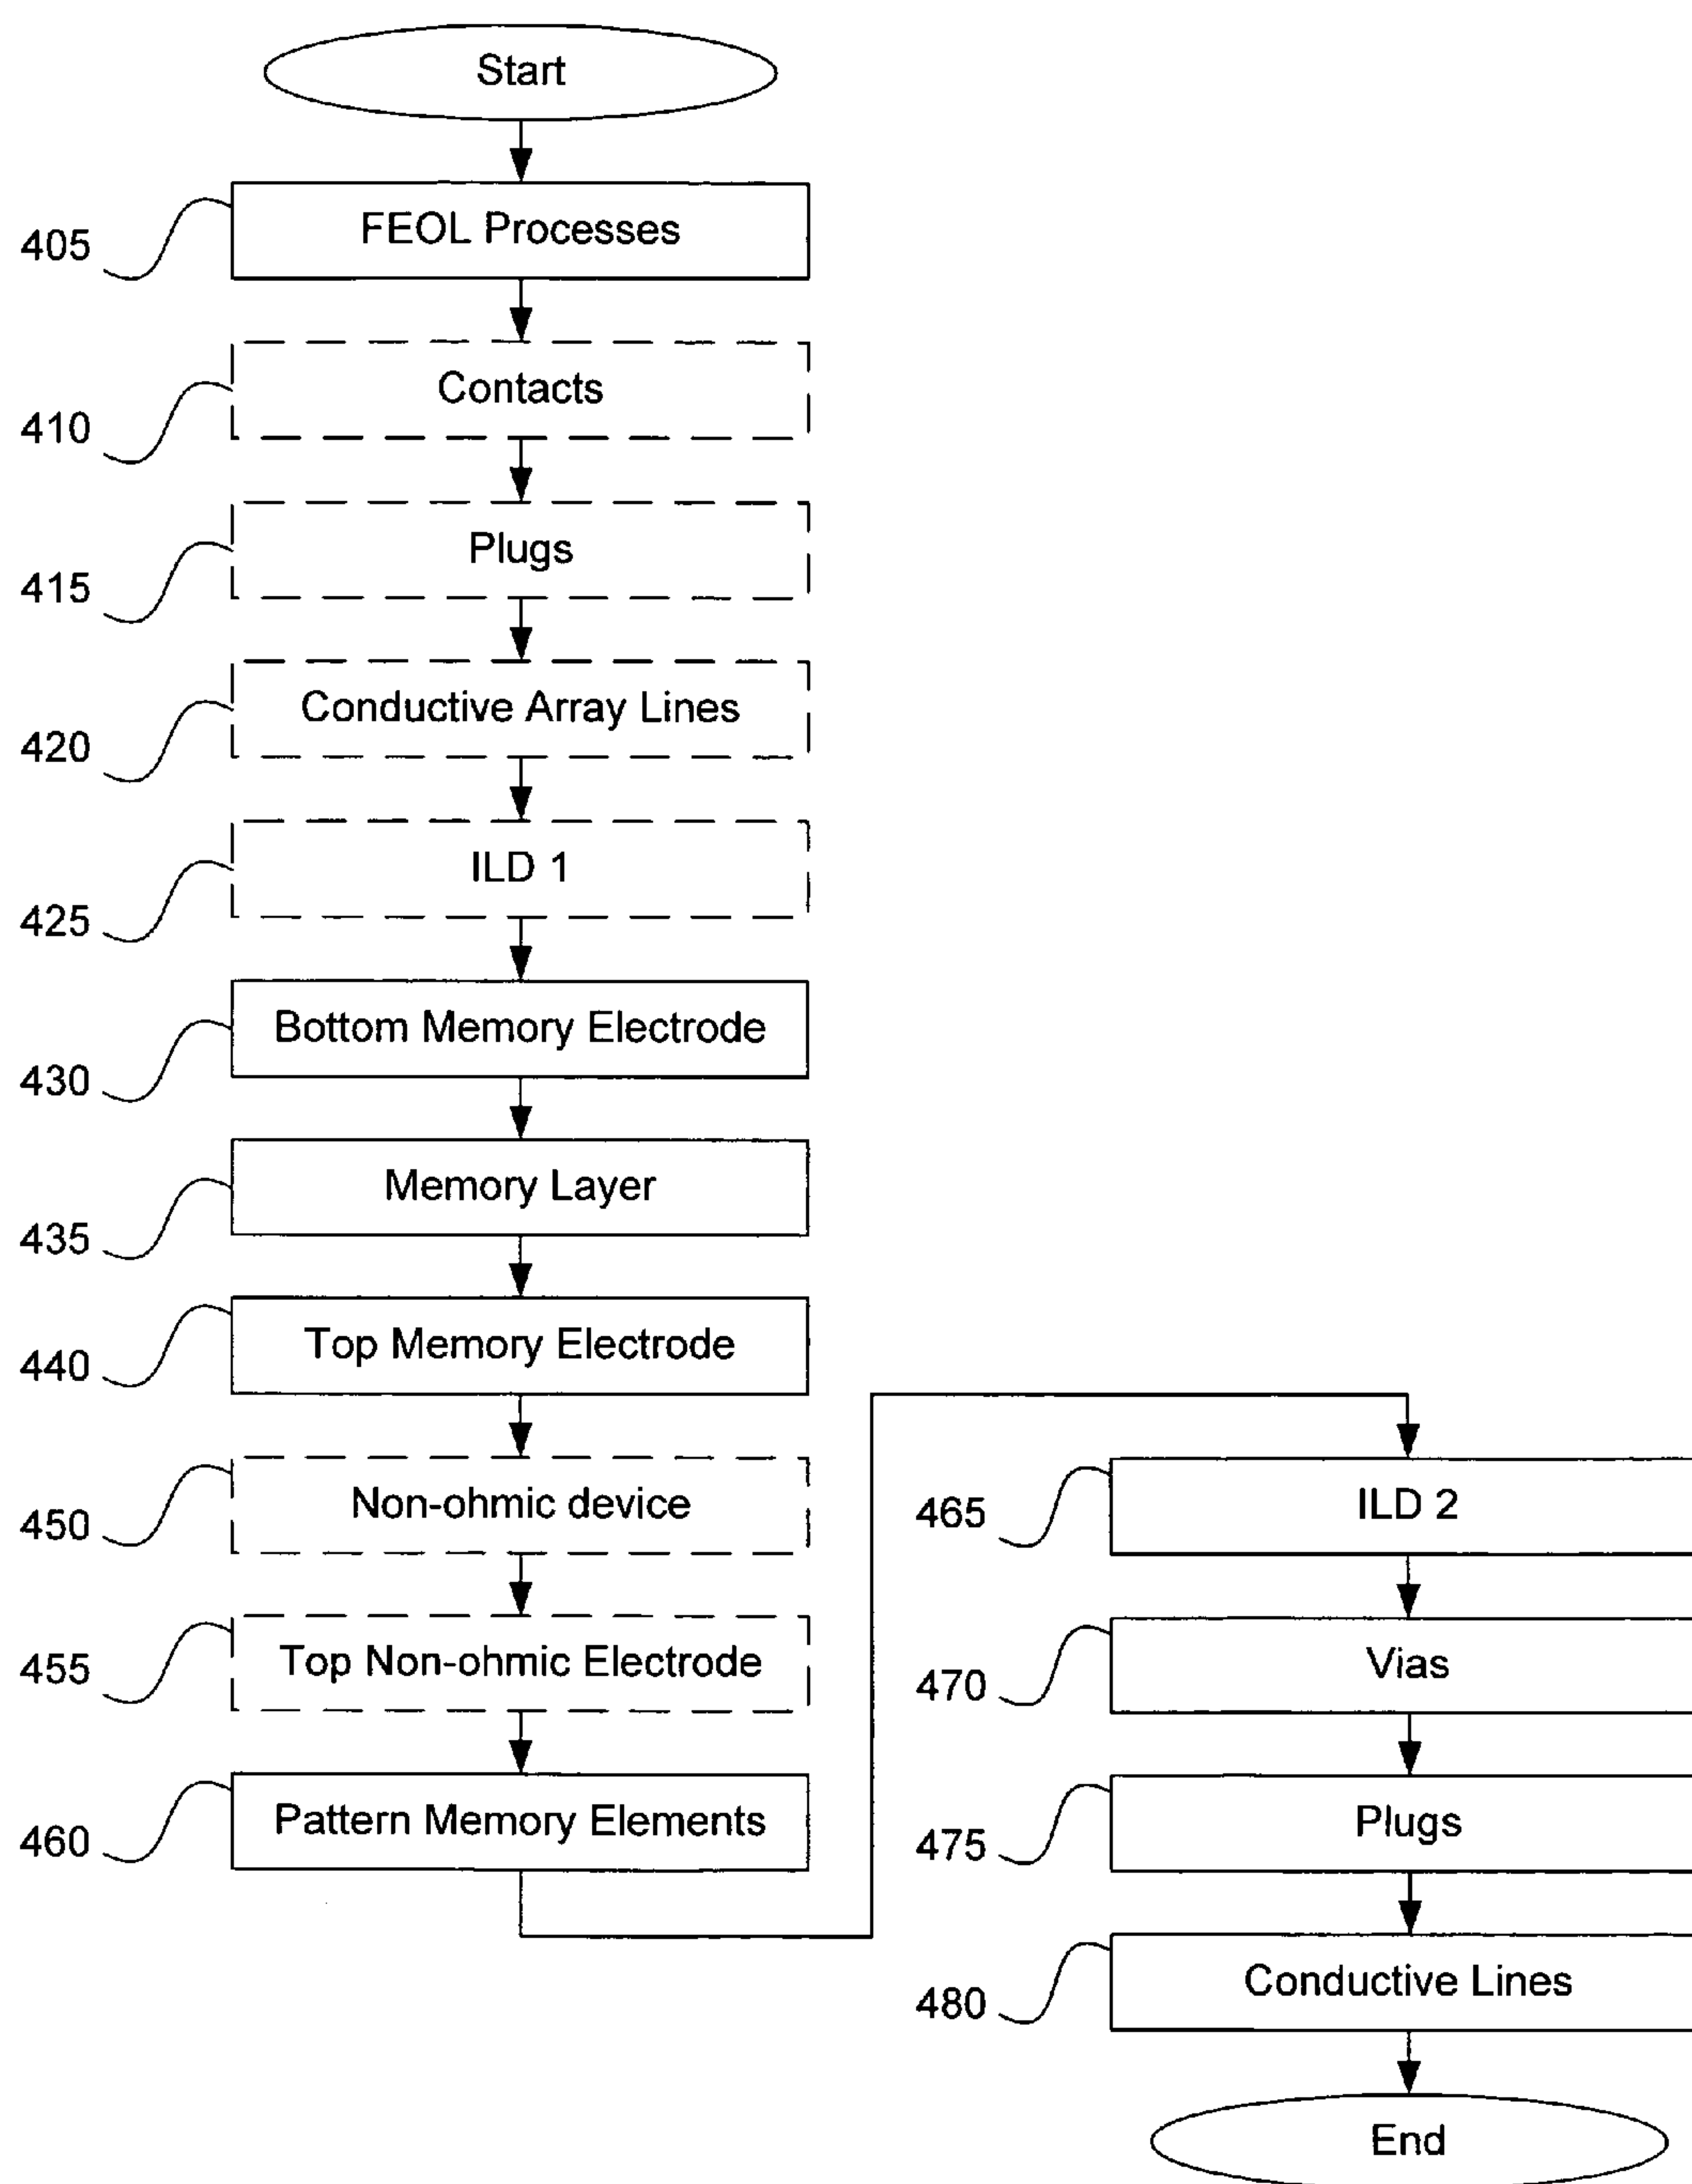 Start
405
FEOL Processes
410
Contacts
415
Plugs
420
Conductive Array Lines
425
ILD 1
430
Bottom Memory Electrode
435
Memory Layer
440
Top Memory Electrode
450
Non-ohmic device
455
Top Non-ohmic Electrode
460
Pattern Memory Elements
465
ILD 2
470
Vias
475
Plugs
480
Conductive Lines
End